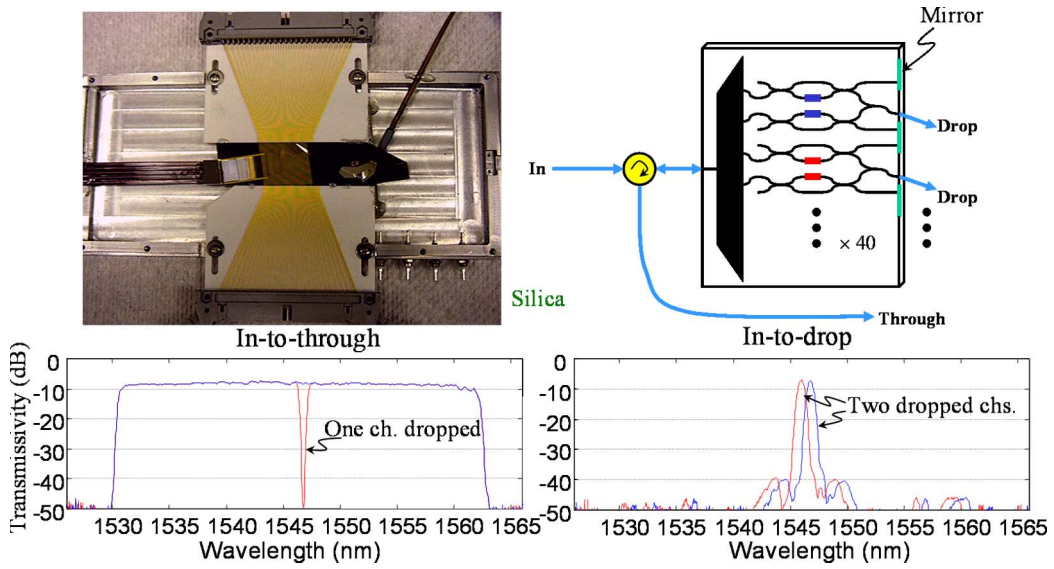 Mirror
Drop
In
Drop
× 40
Silica
Through
In-to-through
In-to-drop
Transmissivity (dB)
0
-10
-20
-30
-40
-50
One ch. dropped
1530 1535 1540 1545 1550 1555 1560 1565
Wavelength (nm)
0
-10
-20
-30
-40
-50
Two dropped chs.
1530 1535 1540 1545 1550 1555 1560 1565
Wavelength (nm)